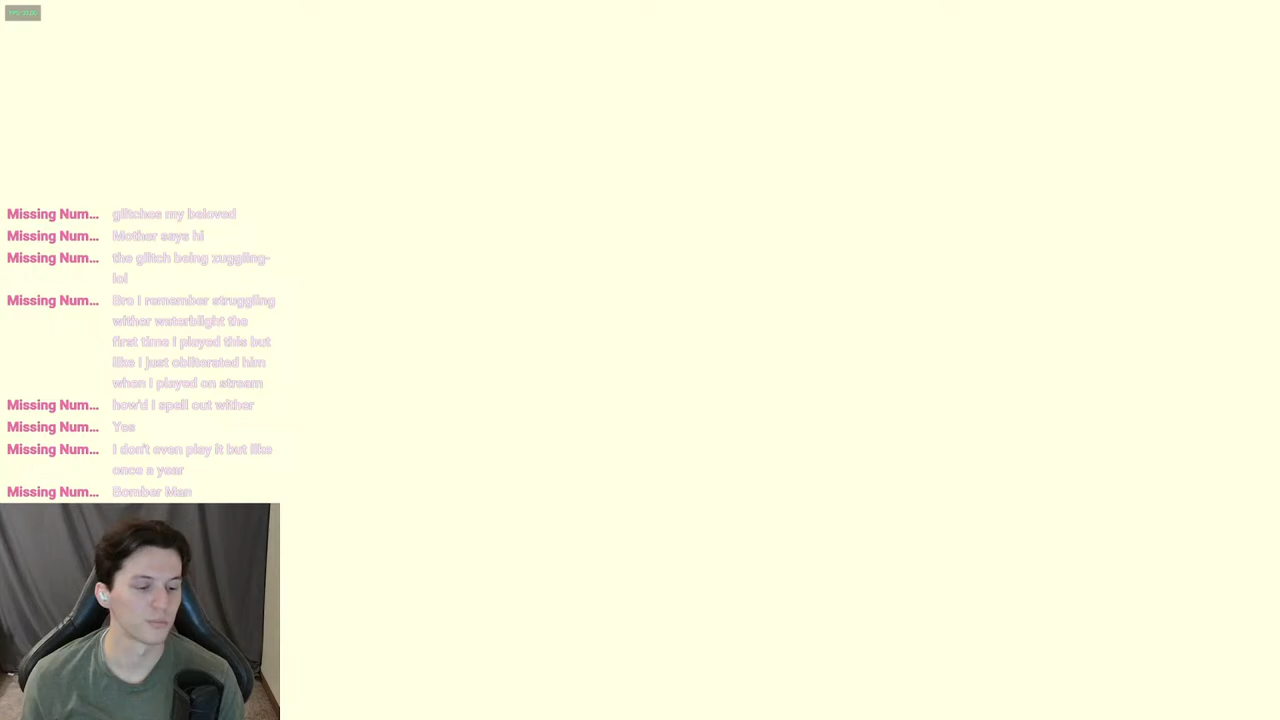 Missing Num... glitches my beloved
Missing Num... Mother says hi
Missing Num... the glitch being xuggling-
lol
Missing Num... Bro I remember struggling
wither waterblight the
first time I played this but
like I just obliterated him
when I played on stream
Missing Num... how'd I spell out wither
Missing Num... Yes
Missing Num... I don't even play it but like
once a year
Missing Num... Bomber Man